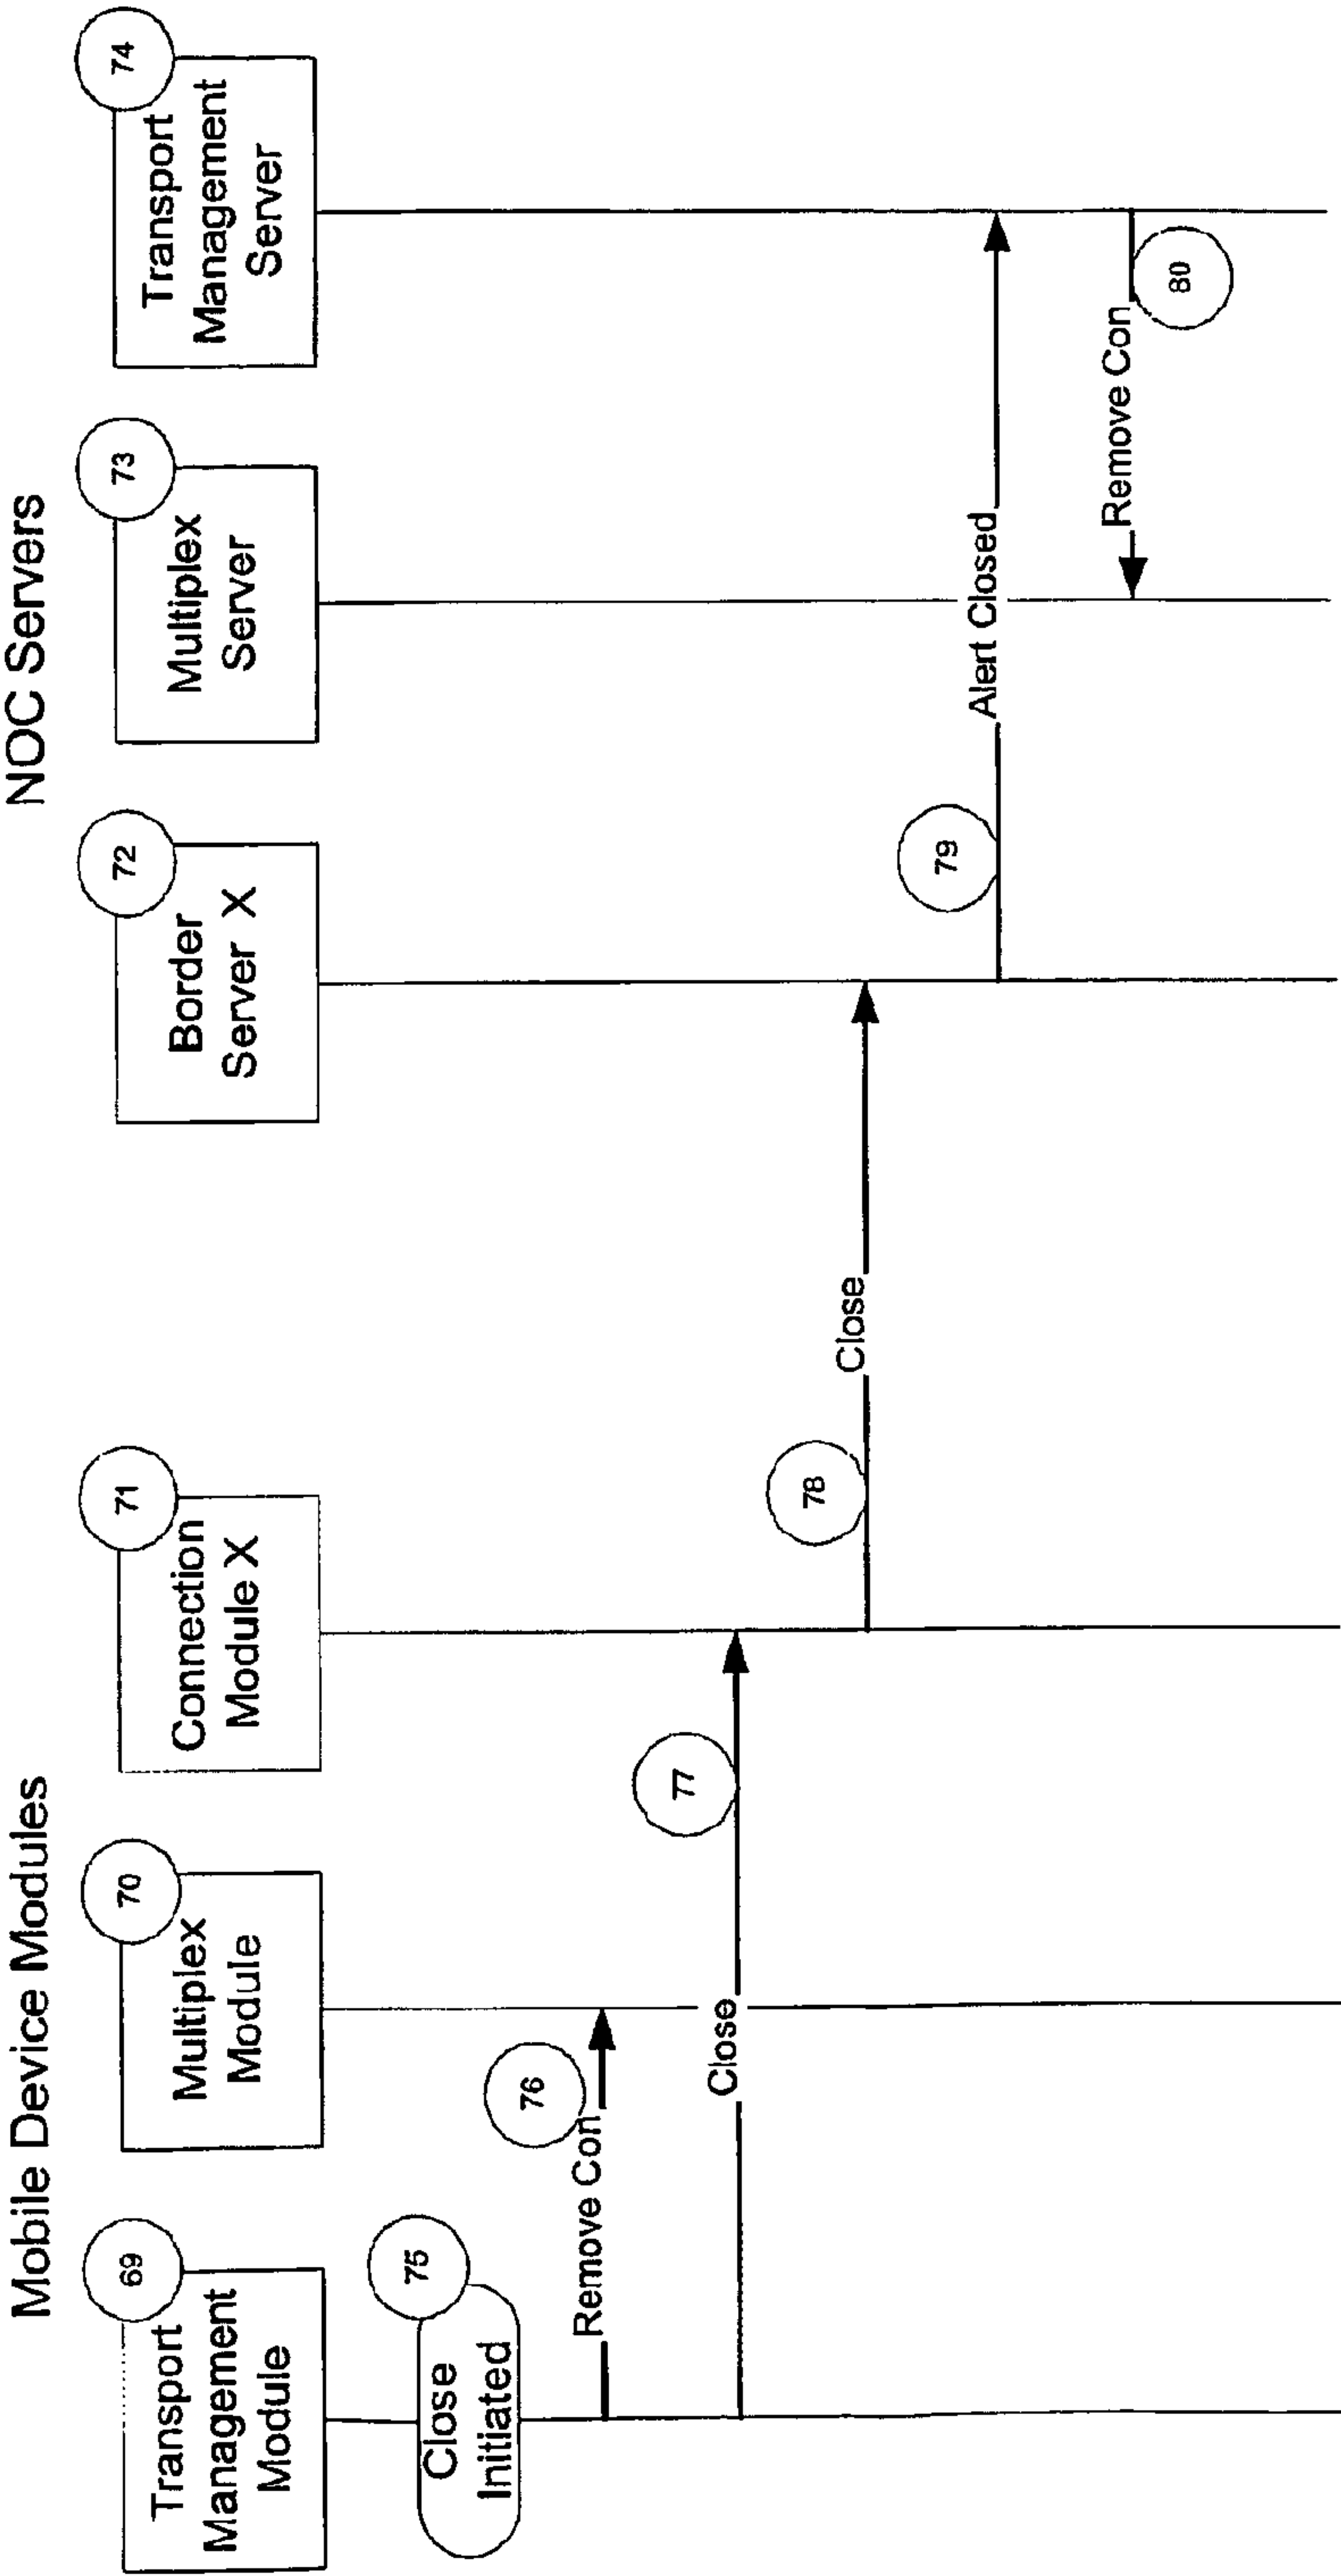 Mobile Device Modules
NOC Servers
69
Transport
Management
Module
70
Multiplex
Module
71
Connection
Module X
72
Border
Server X
73
Multiplex
Server
74
Transport
Management
Server
75
Close
Initiated
76
Remove Con
77
Close
78
Close
79
Alert Closed
80
Remove Con